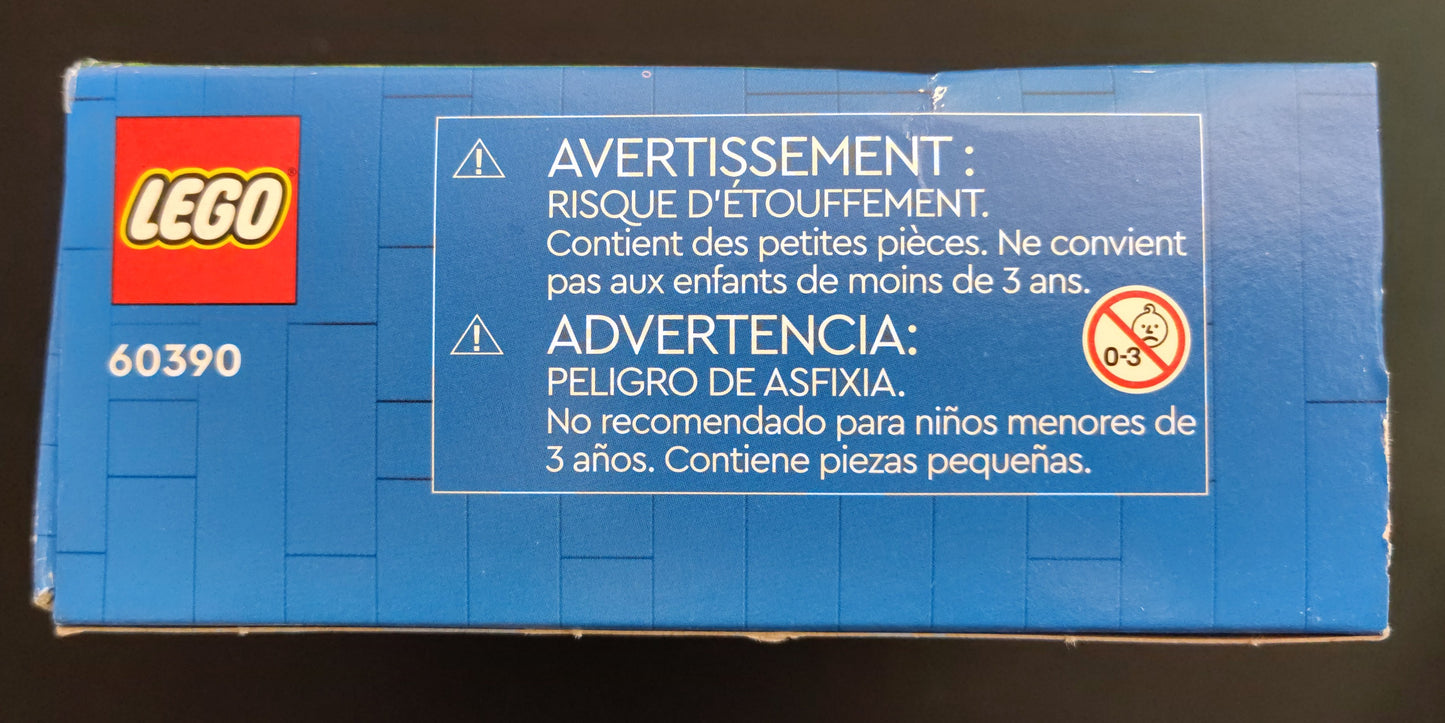 LEGO®
60390
AVERTISSEMENT :
RISQUE D'ÉTOUFFEMENT.
Contient des petites pièces. Ne convient
pas aux enfants de moins de 3 ans.
ADVERTENCIA:
PELIGRO DE ASFIXIA.
No recomendado para niños menores de
3 años. Contiene piezas pequeñas.
0-3